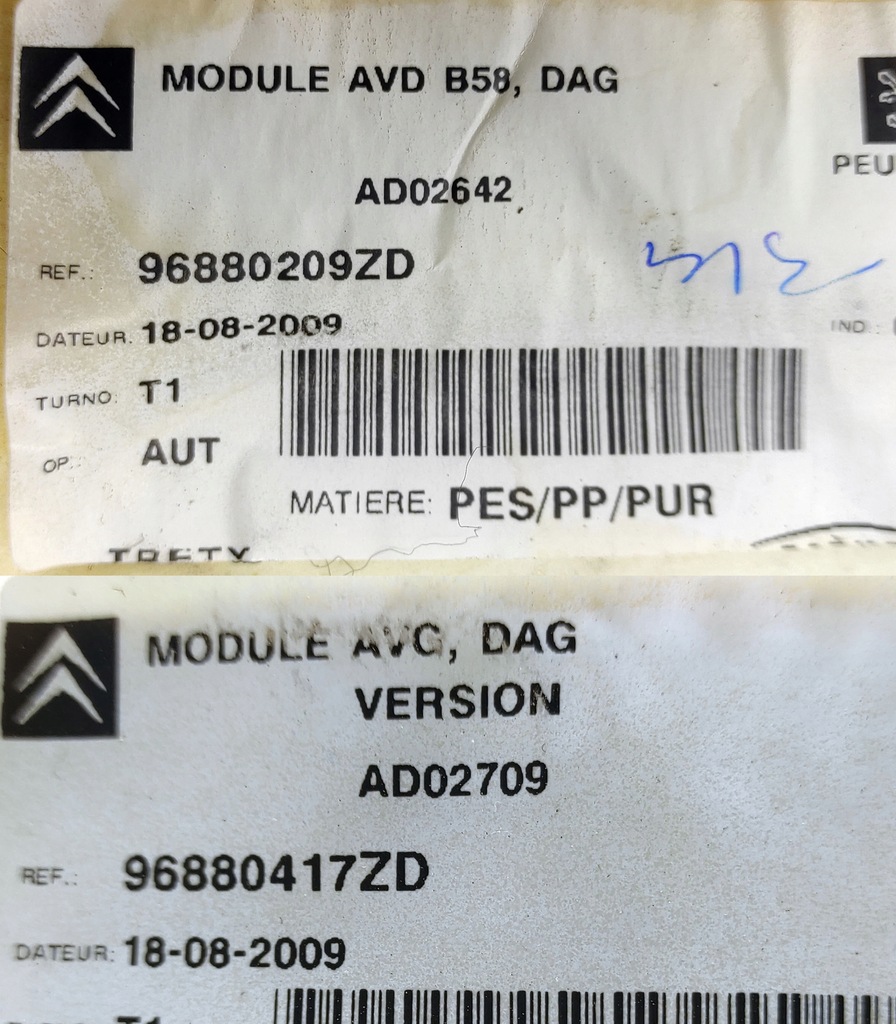 MODULE AVD B58, DAG
PEU
AD02642
REF.: 96880209ZD
DATEUR. 18-08-2009
IND.:
TURNO: T1
OP.: AUT
MATIERE: PES/PP/PUR
MODULE AVG, DAG
VERSION
AD02709
REF.: 96880417ZD
DATEUR: 18-08-2009
T1